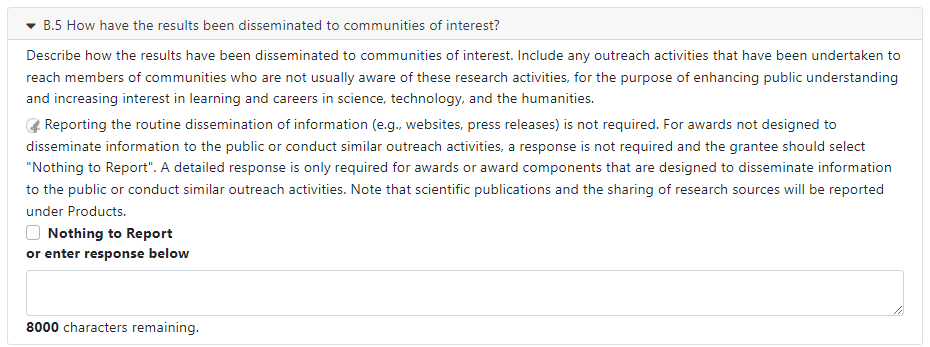 B.5 How have the results been disseminated to communities of interest?
Describe how the results have been disseminated to communities of interest. Include any outreach activities that have been undertaken to
reach members of communities who are not usually aware of these research activities, for the purpose of enhancing public understanding
and increasing interest in learning and careers in science, technology, and the humanities.
Reporting the routine dissemination of information (e.g., websites, press releases) is not required. For awards not designed to
disseminate information to the public or conduct similar outreach activities, a response is not required and the grantee should select
"Nothing to Report". A detailed response is only required for awards or award components that are designed to disseminate information
to the public or conduct similar outreach activities. Note that scientific publications and the sharing of research sources will be reported
under Products.
Nothing to Report
or enter response below
8000 characters remaining.